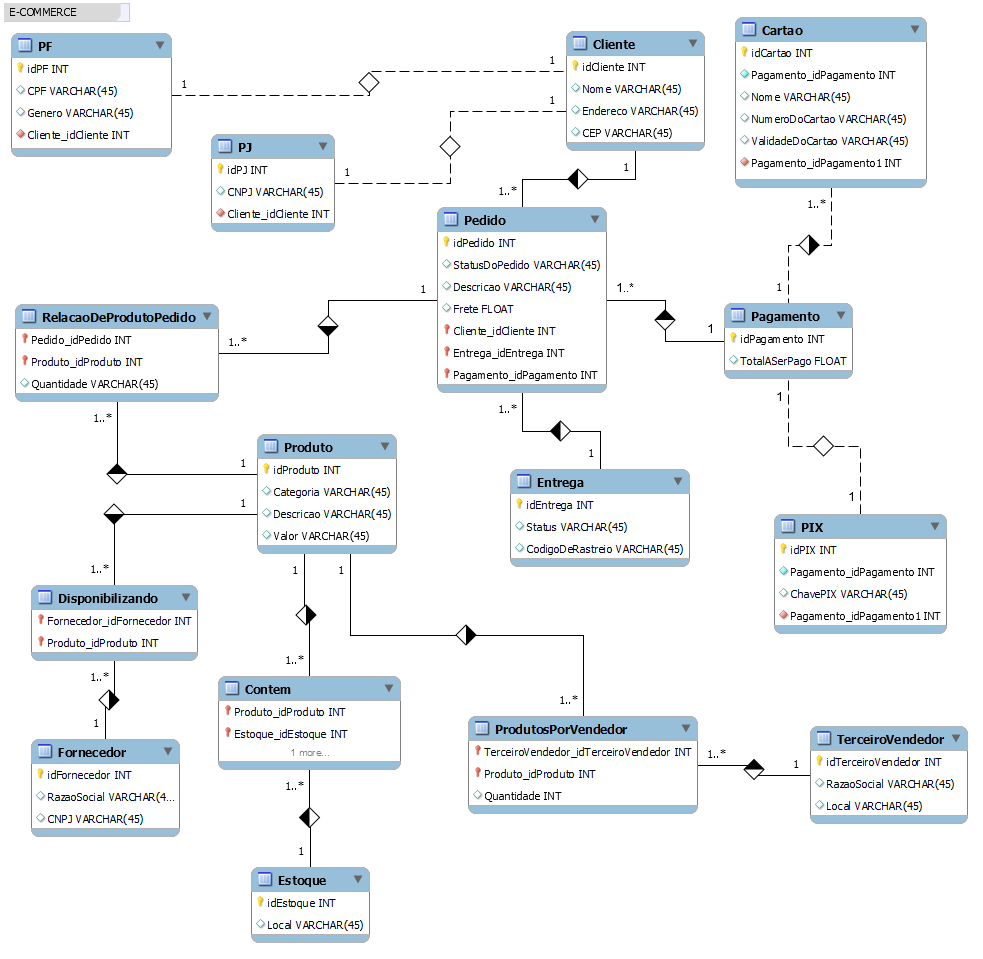 E-COMMERCE
PF
idPF INT
CPF VARCHAR(45)
Genero VARCHAR(45)
Cliente_idCliente INT
1
1
Cliente
idCliente INT
Nome VARCHAR(45)
Endereco VARCHAR(45)
CEP VARCHAR(45)
1
1
1
1..*
PJ
idPJ INT
CNPJ VARCHAR(45)
Cliente_idCliente INT
Cartao
idCartao INT
Pagamento_idPagamento INT
Nome VARCHAR(45)
NumeroDoCartao VARCHAR(45)
ValidadeDoCartao VARCHAR(45)
Pagamento_idPagamento1 INT
1..*
1
Pedido
idPedido INT
StatusDoPedido VARCHAR(45)
Descricao VARCHAR(45)
Frete FLOAT
Cliente_idCliente INT
Entrega_idEntrega INT
Pagamento_idPagamento INT
1
1..*
1..*
1
1..*
1
Pagamento
idPagamento INT
TotalASerPago FLOAT
1
1
RelacaoDeProdutoPedido
Pedido_idPedido INT
Produto_idProduto INT
Quantidade VARCHAR(45)
1..*
1
Produto
idProduto INT
Categoria VARCHAR(45)
Descricao VARCHAR(45)
Valor VARCHAR(45)
1
1..*
1
1..*
1
1..*
Entrega
idEntrega INT
Status VARCHAR(45)
CodigoDeRastreio VARCHAR(45)
PIX
idPIX INT
Pagamento_idPagamento INT
ChavePIX VARCHAR(45)
Pagamento_idPagamento1 INT
Disponibilizando
Fornecedor_idFornecedor INT
Produto_idProduto INT
1..*
1
Fornecedor
idFornecedor INT
RazaoSocial VARCHAR(4...
CNPJ VARCHAR(45)
Contem
Produto_idProduto INT
Estoque_idEstoque INT
1 more...
1..*
1
Estoque
idEstoque INT
Local VARCHAR(45)
ProdutosPorVendedor
TerceiroVendedor_idTerceiroVendedor INT
Produto_idProduto INT
Quantidade INT
1..*
1
TerceiroVendedor
idTerceiroVendedor INT
RazaoSocial VARCHAR(45)
Local VARCHAR(45)